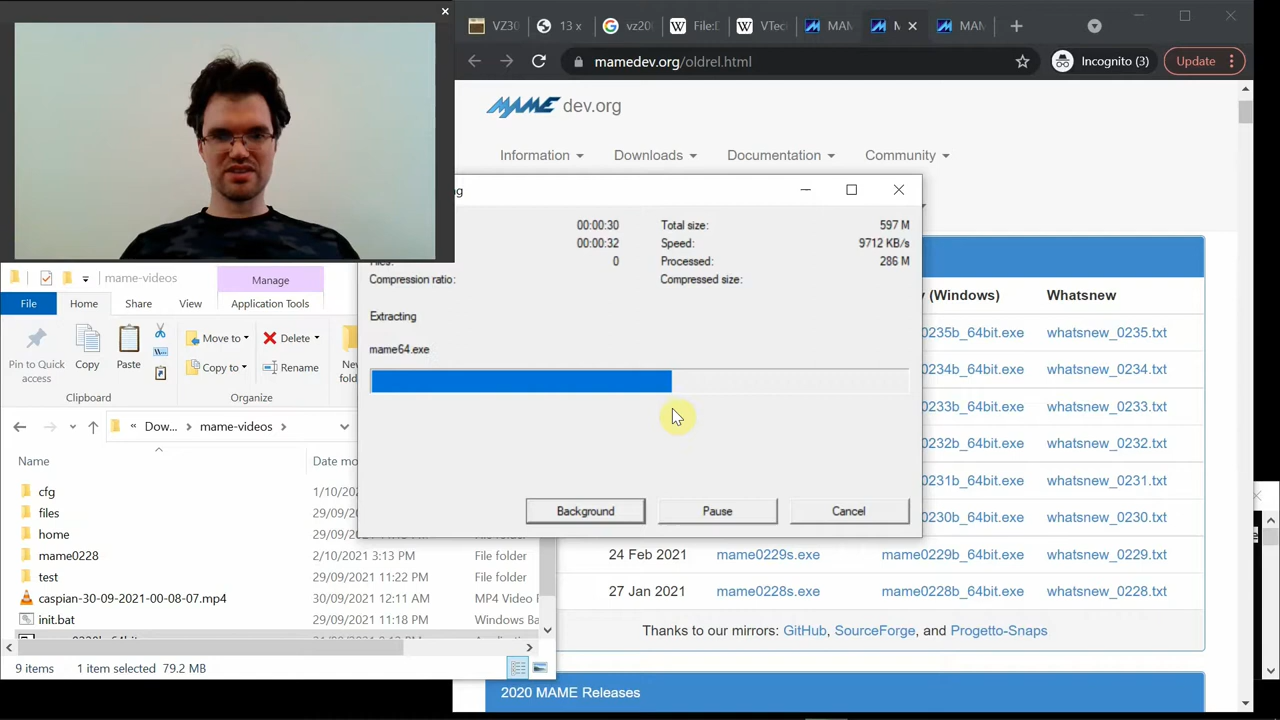 VZ30
13 x
vz20
File:D
VTec
MAM
M
MAM
mamedev.org/oldrel.html
Incognito (3)
Update
MAME dev.org
Information
Downloads
Documentation
Community
g
00:00:30
Total size:
597 M
00:00:32
Speed:
9712 KB/s
0
Processed:
286 M
Compression ratio:
Compressed size:
Extracting
mame64.exe
Background
Pause
Cancel
mame-videos
Manage
File
Home
Share
View
Application Tools
Pin to Quick
access
Copy
Paste
Move to
Copy to
Delete
Rename
New
fold
Clipboard
Organize
« Dow... > mame-videos >
Name
Date mo
cfg
1/10/20
files
29/09/2
home
29/09/2
mame0228
2/10/2021 3:13 PM
File folder
test
29/09/2021 11:22 PM
File folder
caspian-30-09-2021-00-08-07.mp4
30/09/2021 12:11 AM
MP4 Video F
init.bat
29/09/2021 11:08 PM
Windows Ba
9 items
1 item selected
79.2 MB
(Windows)
Whatsnew
0235b_64bit.exe
whatsnew_0235.txt
0234b_64bit.exe
whatsnew_0234.txt
0233b_64bit.exe
whatsnew_0233.txt
0232b_64bit.exe
whatsnew_0232.txt
0231b_64bit.exe
whatsnew_0231.txt
0230b_64bit.exe
whatsnew_0230.txt
24 Feb 2021
mame0229s.exe
mame0229b_64bit.exe
whatsnew_0229.txt
27 Jan 2021
mame0228s.exe
mame0228b_64bit.exe
whatsnew_0228.txt
Thanks to our mirrors: GitHub, SourceForge, and Progetto-Snaps
2020 MAME Releases